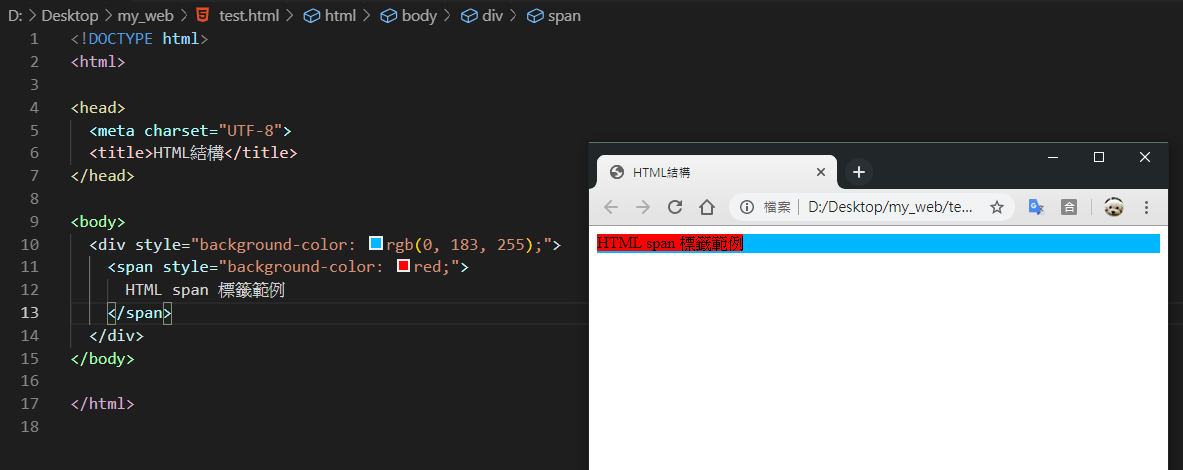 D: > Desktop > my_web > test.html > html > body > div > span
1 <!DOCTYPE html>
2 <html>
3
4 <head>
5 <meta charset="UTF-8">
6 <title>HTML結構</title>
7 </head>
8
9 <body>
10 <div style="background-color: rgb(0, 183, 255);">
11 <span style="background-color: red;">
12 HTML span 標籤範例
13 </span>
14 </div>
15 </body>
16
17 </html>
18
HTML結構
檔案 | D:/Desktop/my_web/te...
合
HTML span 標籤範例